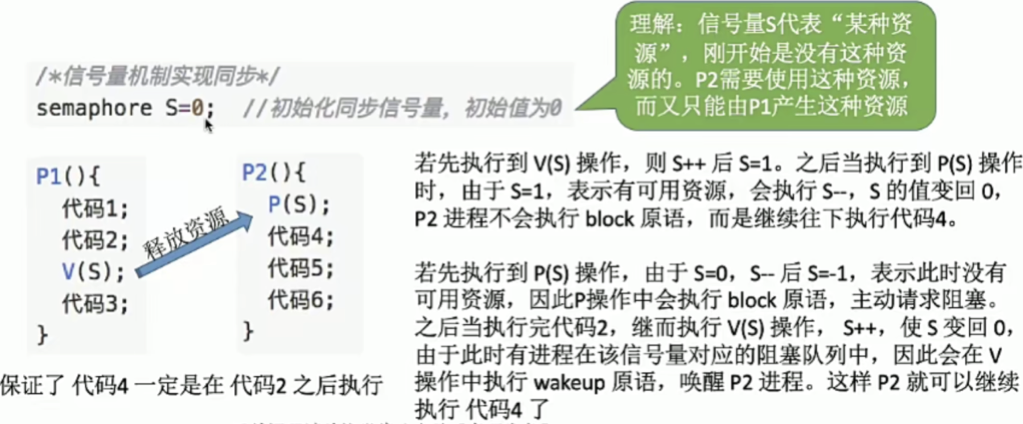 理解：信号量S代表“某种资
源”，刚开始是没有这种资
源的。P2需要使用这种资源，
而又只能由P1产生这种资源
/*信号量机制实现同步*/
semaphore S=0;  //初始化同步信号量，初始值为0
P1(){
代码1;
代码2;
V(S);
代码3;
}
释放资源
P2(){
P(S);
代码4;
代码5;
代码6;
}
保证了 代码4 一定是在 代码2 之后执行
若先执行到 V(S) 操作，则 S++ 后 S=1。之后当执行到 P(S) 操作
时，由于 S=1，表示有可用资源，会执行 S--，S 的值变回 0，
P2 进程不会执行 block 原语，而是继续往下执行代码4。
若先执行到 P(S) 操作，由于 S=0，S-- 后 S=-1，表示此时没有
可用资源，因此P操作中会执行 block 原语，主动请求阻塞。
之后当执行完代码2，继而执行 V(S) 操作， S++，使 S 变回 0，
由于此时有进程在该信号量对应的阻塞队列中，因此会在 V
操作中执行 wakeup 原语，唤醒 P2 进程。这样 P2 就可以继续
执行 代码4 了